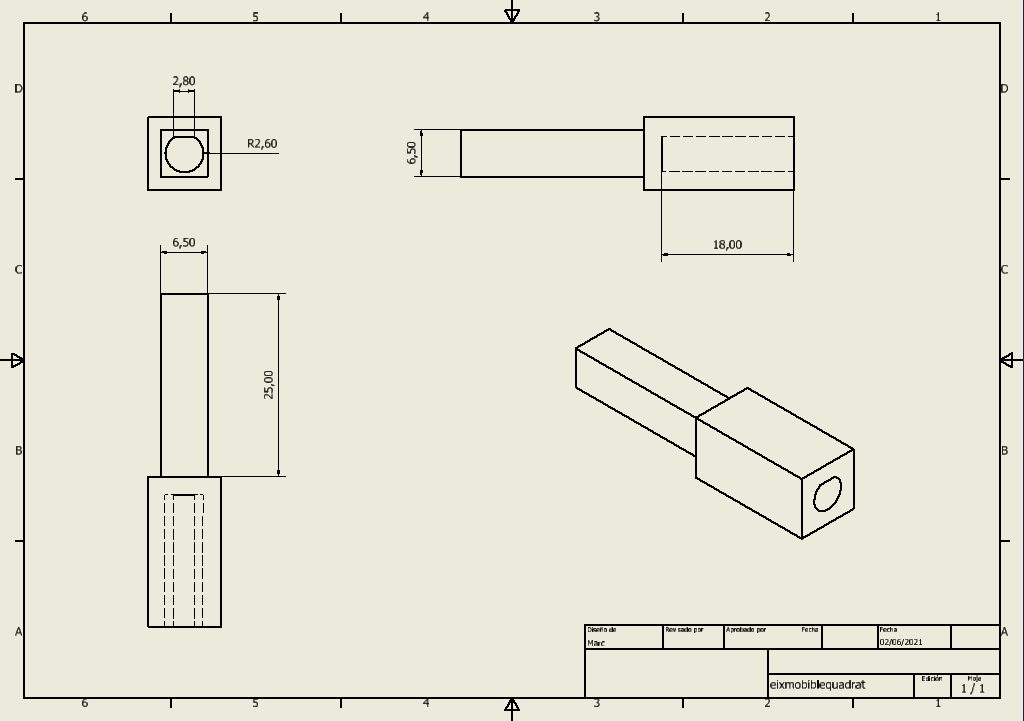 6 5 4 3 2 1
D D
2,80
R2,60
6,50
18,00
6,50
C C
25,00
B B
A A
Diseño de Revisado por Aprobado por Fecha Fecha
Marc 02/06/2021
eixmobiblequadrat Edición Hoja
1 / 1
6 5 4 3 2 1